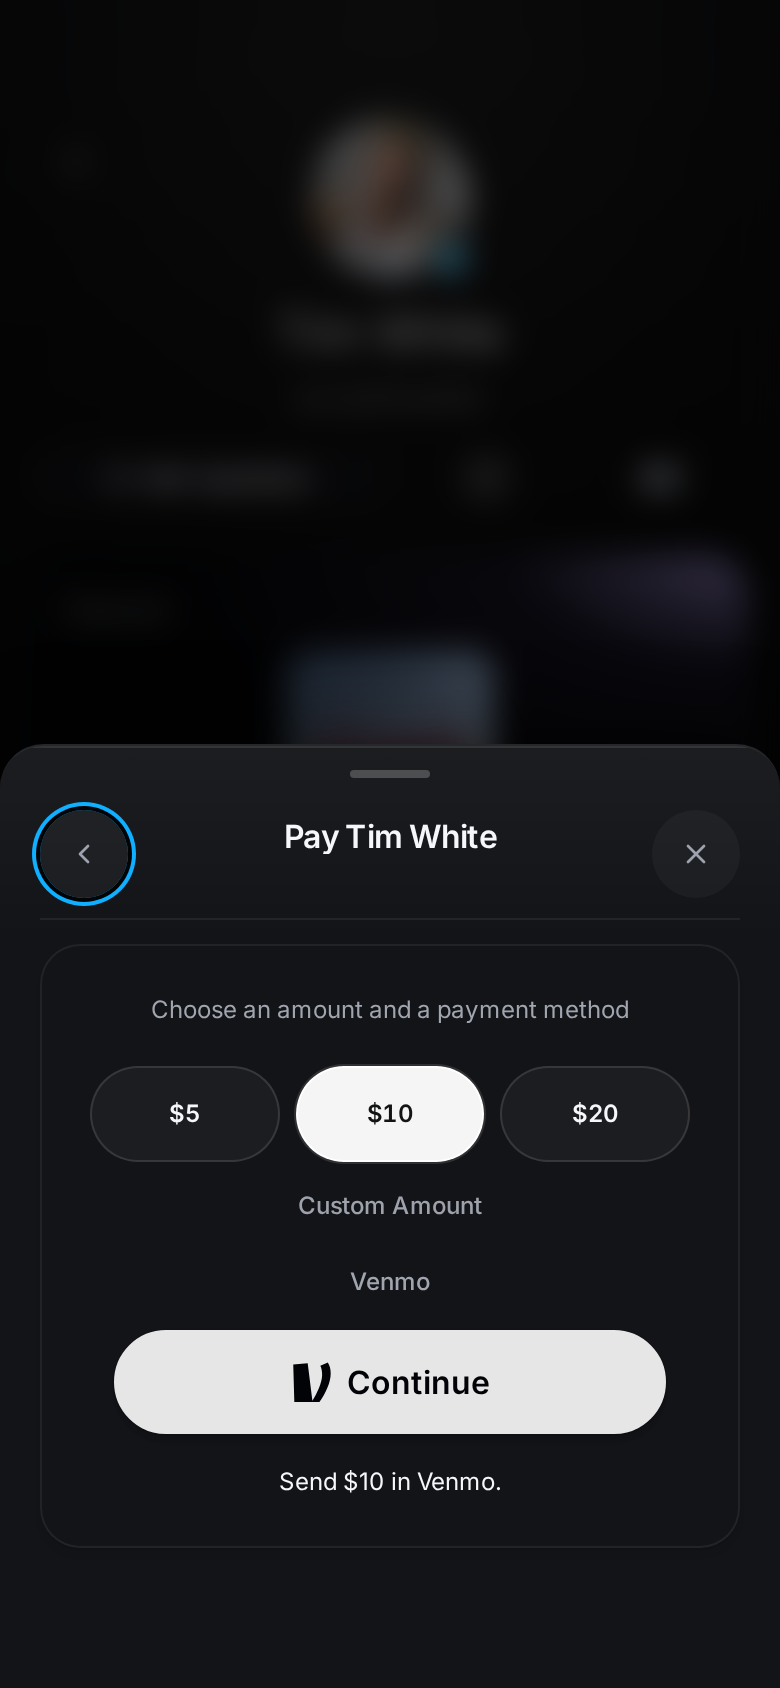 Pay Tim White
Choose an amount and a payment method
$5
$10
$20
Custom Amount
Venmo
Continue
Send $10 in Venmo.